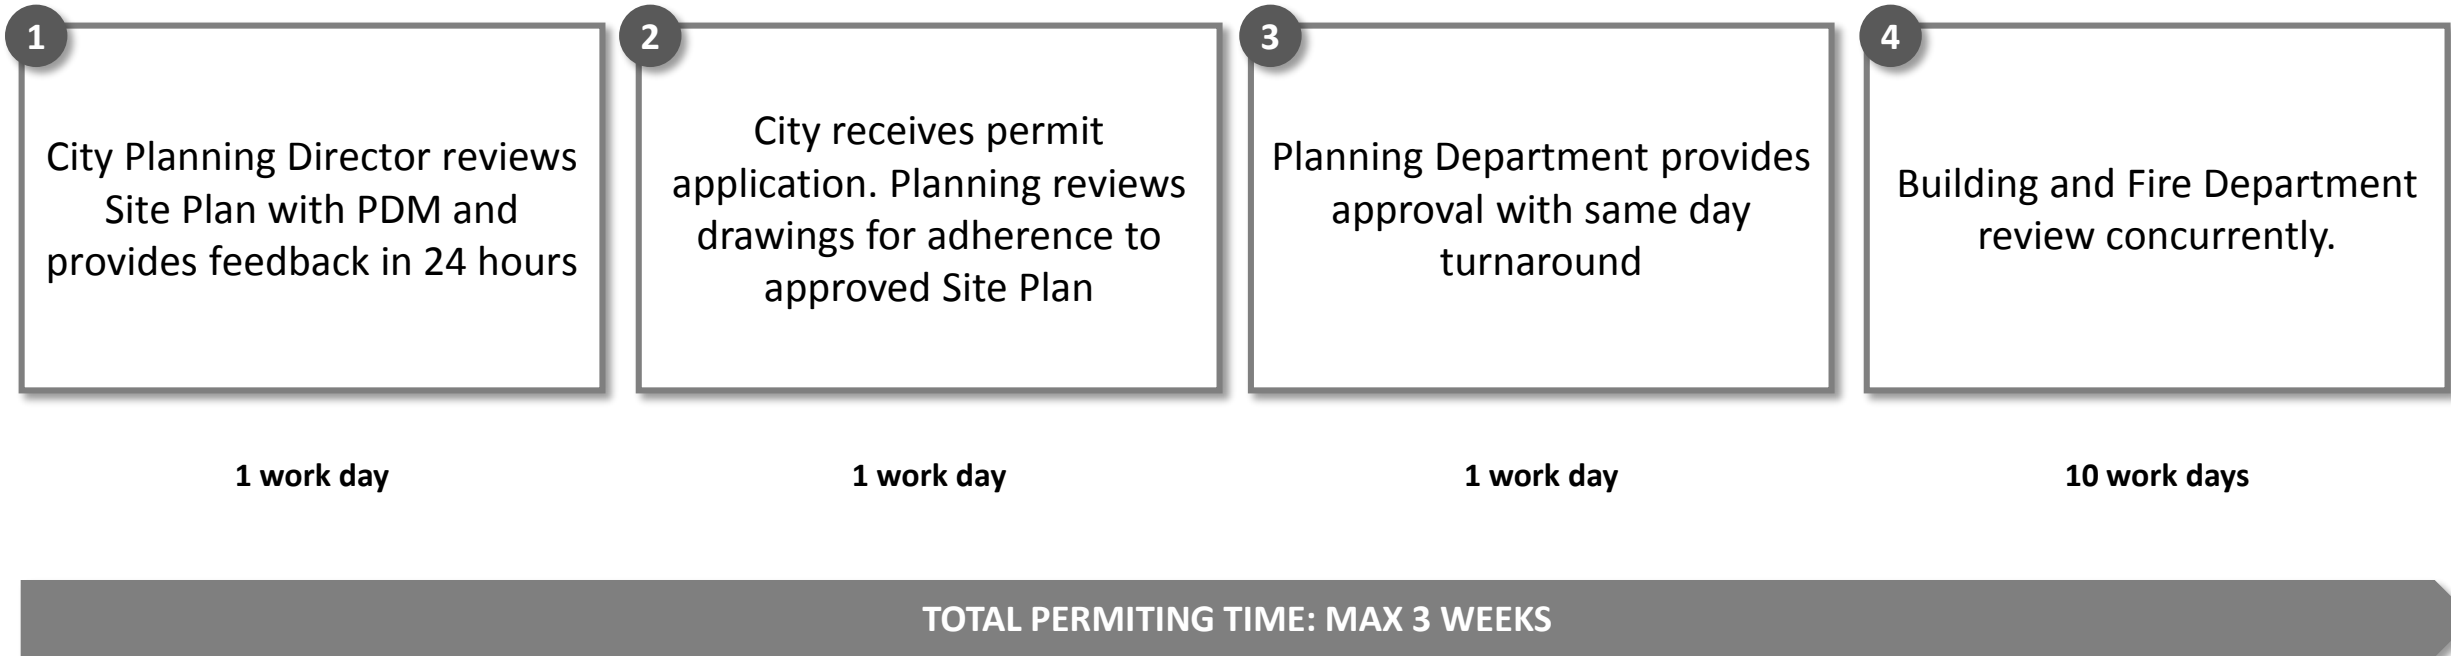 1
City Planning Director reviews
Site Plan with PDM and
provides feedback in 24 hours
1 work day
2
City receives permit
application. Planning reviews
drawings for adherence to
approved Site Plan
1 work day
3
Planning Department provides
approval with same day
turnaround
1 work day
4
Building and Fire Department
review concurrently.
10 work days
TOTAL PERMITING TIME: MAX 3 WEEKS